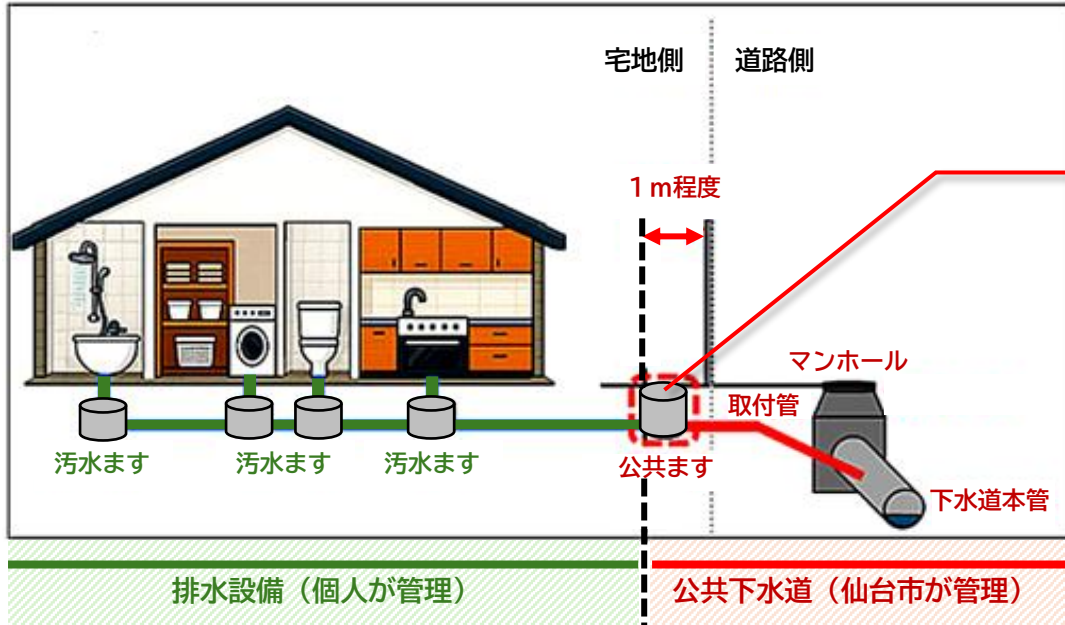 宅地側
道路側
1m程度
マンホール
取付管
汚水ます
汚水ます
汚水ます
公共ます
下水道本管
排水設備（個人が管理）
公共下水道（仙台市が管理）